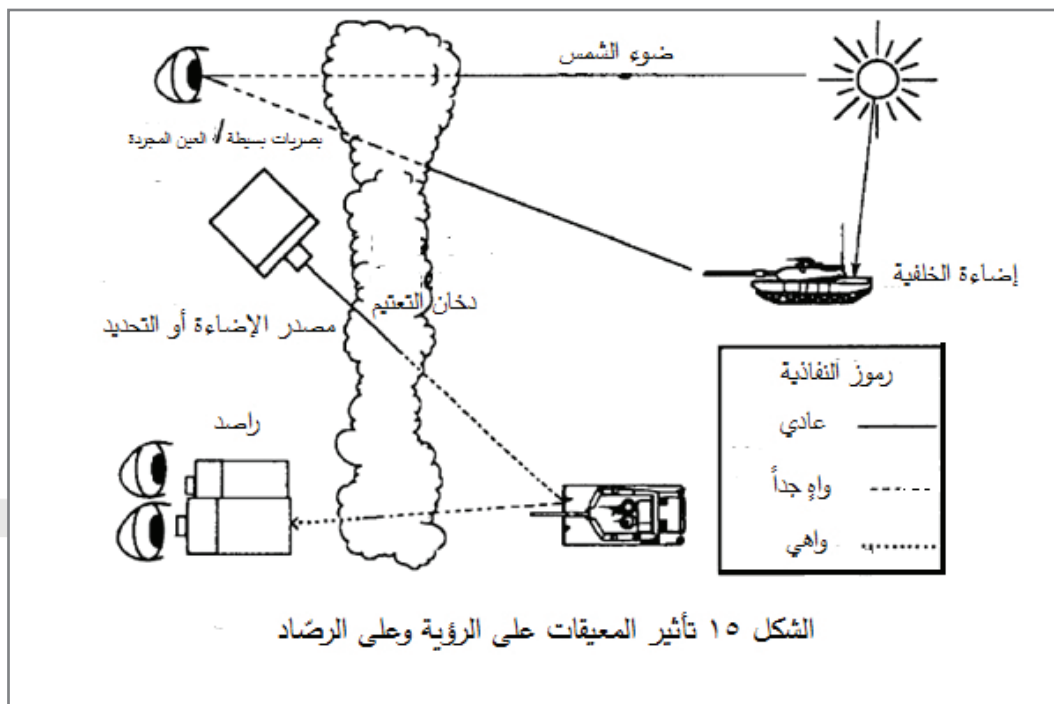 ضوء الشمس
بصريات بسيطة / العين المجردة
إضاءة الخلفية
دخان التعتيم
مصدر الإضاءة أو التحديد
راصد
رموز النفاذية
عادي
واهٍ جداً
واهي
الشكل ١٥ تأثير المعيقات على الرؤية وعلى الرصّاد